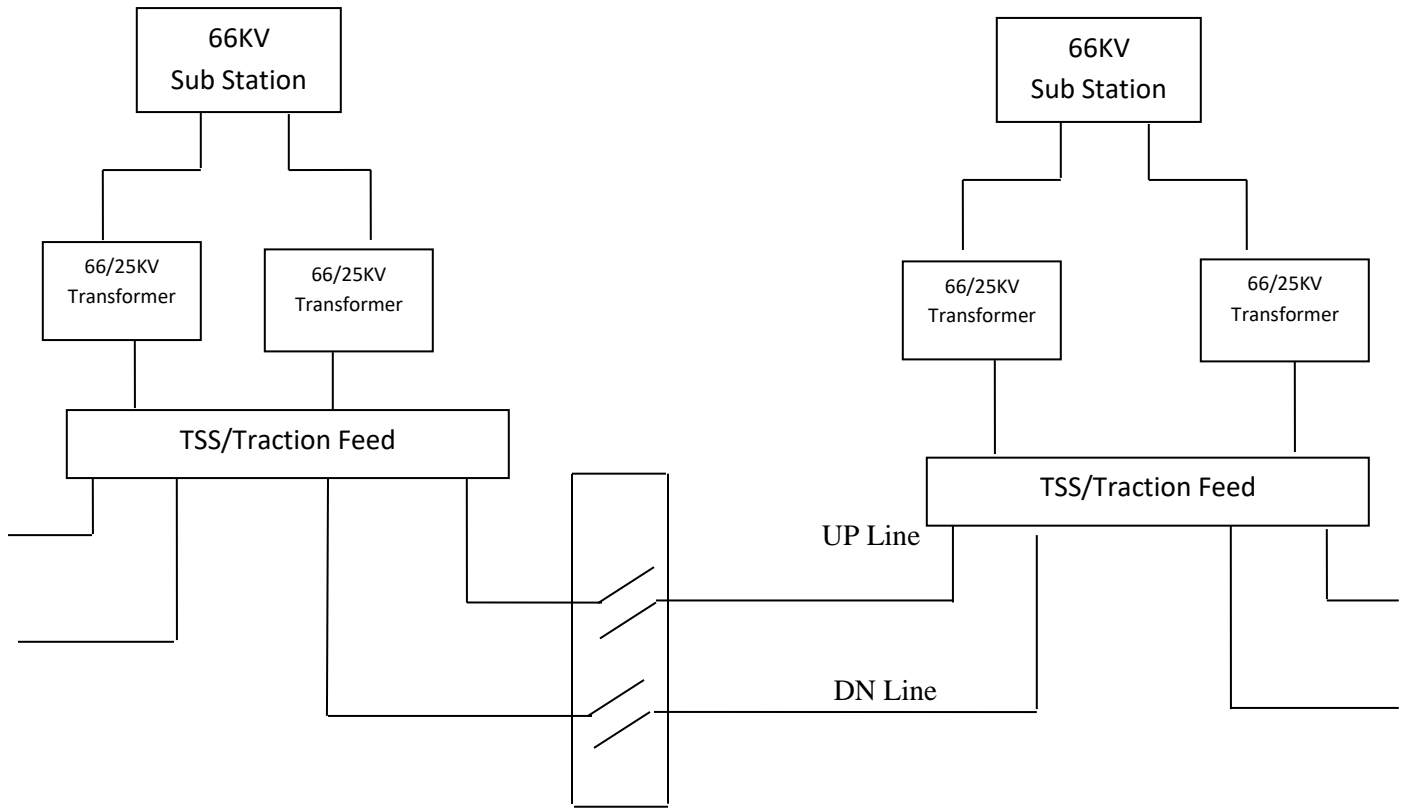 66KV
Sub Station
66KV
Sub Station
66/25KV
Transformer
66/25KV
Transformer
66/25KV
Transformer
66/25KV
Transformer
TSS/Traction Feed
TSS/Traction Feed
UP Line
DN Line